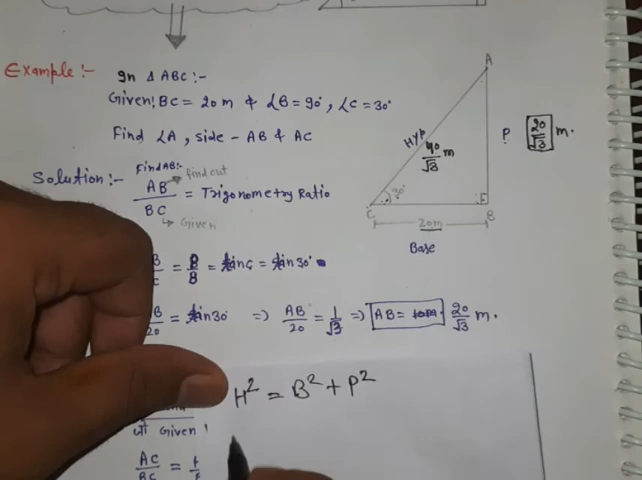 Example:- In Δ ABC:-
Given! BC = 20m & ∠B = 90°, ∠C = 30°
Find ∠A, side - AB & AC
Solution:- Find AB:-
AB → find out
BC → Given
= Trigonometry Ratio
= P/B = tan c = tan 30°
/20 = tan 30 ⇒ AB/20 = 1/√3 ⇒ AB = 20/√3 m.
H² = B² + P²
जो Given!
AC/BC =
A
Hyp
40/√3 m
P 20/√3 m.
30°
C
B
20m
Base